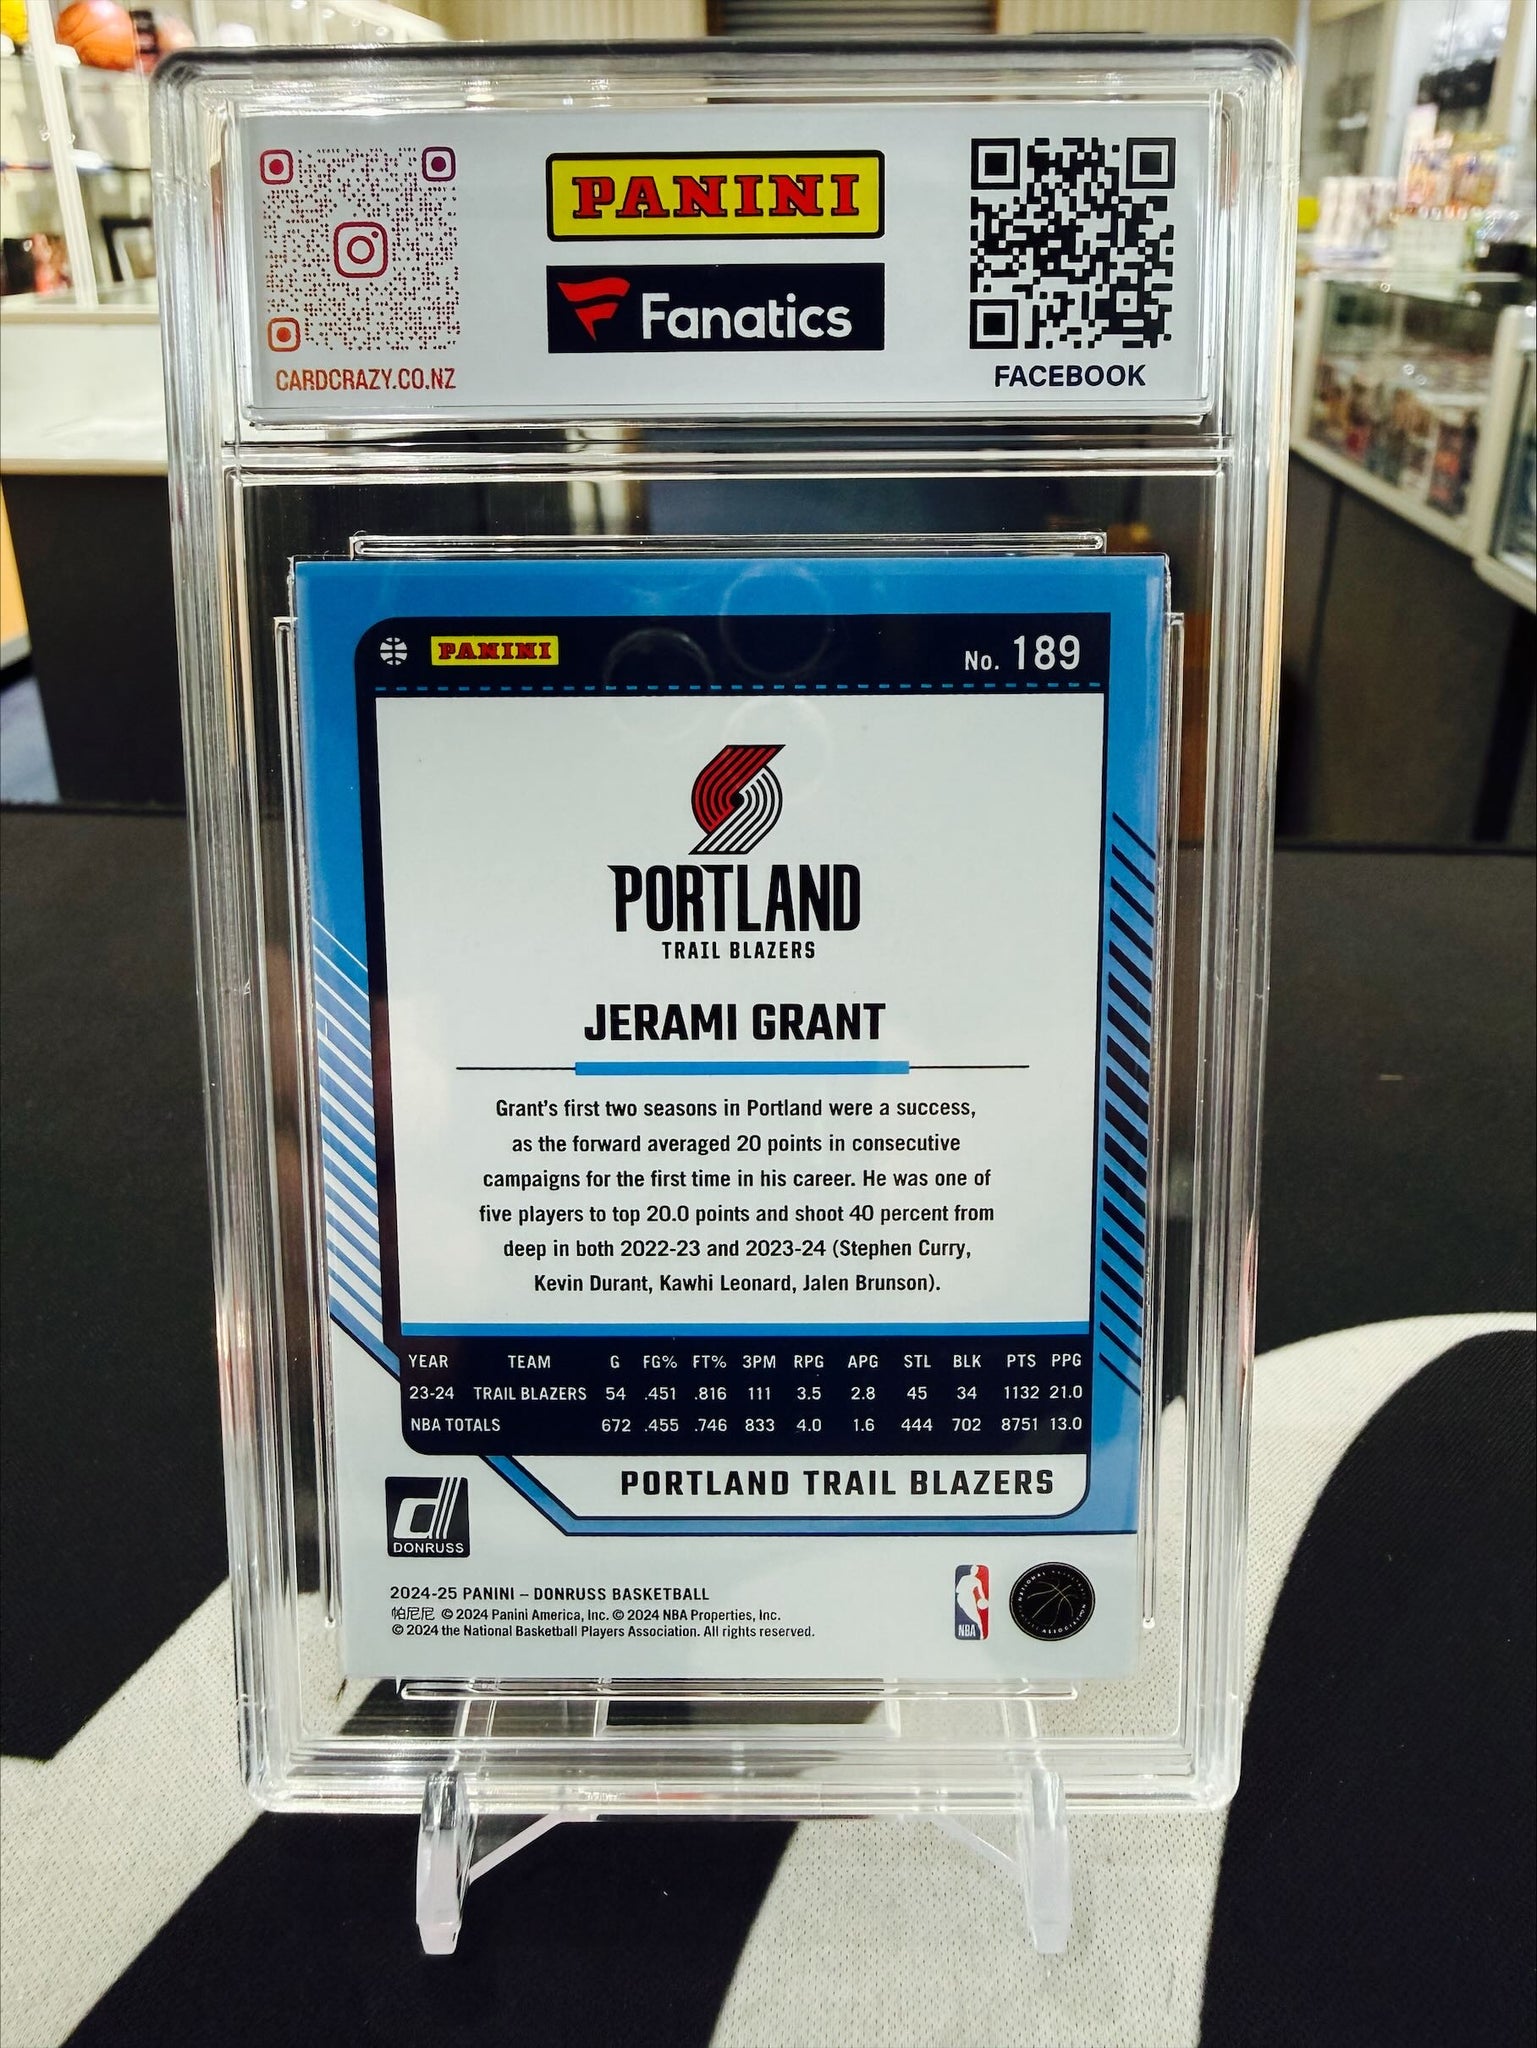 PANINI
Fanatics
CARDCRAZY.CO.NZ
FACEBOOK
PANINI
No. 189
PORTLAND
TRAIL BLAZERS
JERAMI GRANT
Grant's first two seasons in Portland were a success,
as the forward averaged 20 points in consecutive
campaigns for the first time in his career. He was one of
five players to top 20.0 points and shoot 40 percent from
deep in both 2022-23 and 2023-24 (Stephen Curry,
Kevin Durant, Kawhi Leonard, Jalen Brunson).
YEAR TEAM G FG% FT% 3PM RPG APG STL BLK PTS PPG
23-24 TRAIL BLAZERS 54 .451 .816 111 3.5 2.8 45 34 1132 21.0
NBA TOTALS 672 .455 .746 833 4.0 1.6 444 702 8751 13.0
PORTLAND TRAIL BLAZERS
d
DONRUSS
2024-25 PANINI – DONRUSS BASKETBALL
帕尼尼 © 2024 Panini America, Inc. © 2024 NBA Properties, Inc.
© 2024 the National Basketball Players Association. All rights reserved.
NBA